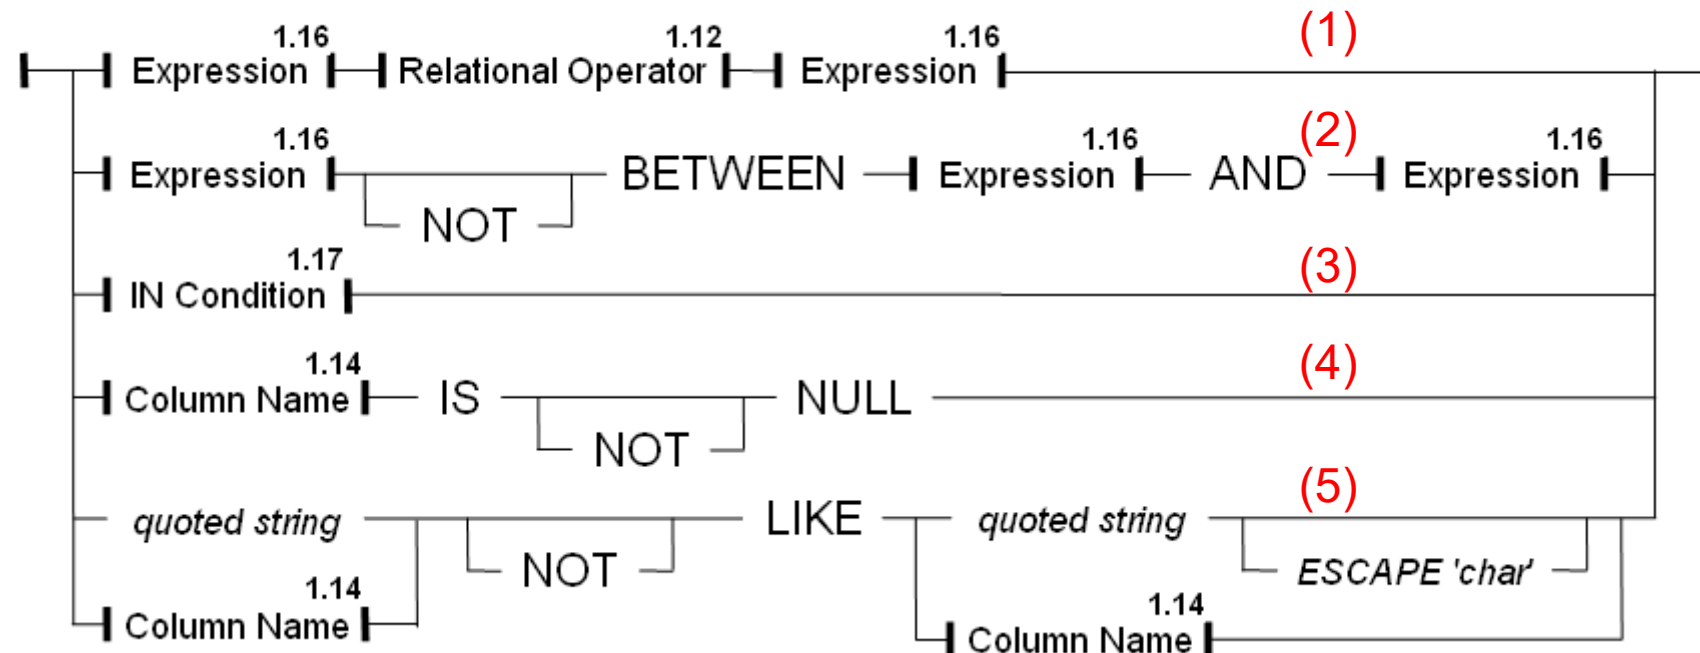 1.16 1.12 1.16 (1)
Expression Relational Operator Expression
1.16 1.16 (2) 1.16
Expression BETWEEN Expression AND Expression
NOT
1.17 (3)
IN Condition
1.14 (4)
Column Name IS NULL
NOT
(5)
quoted string LIKE quoted string
NOT ESCAPE 'char'
1.14 1.14
Column Name Column Name